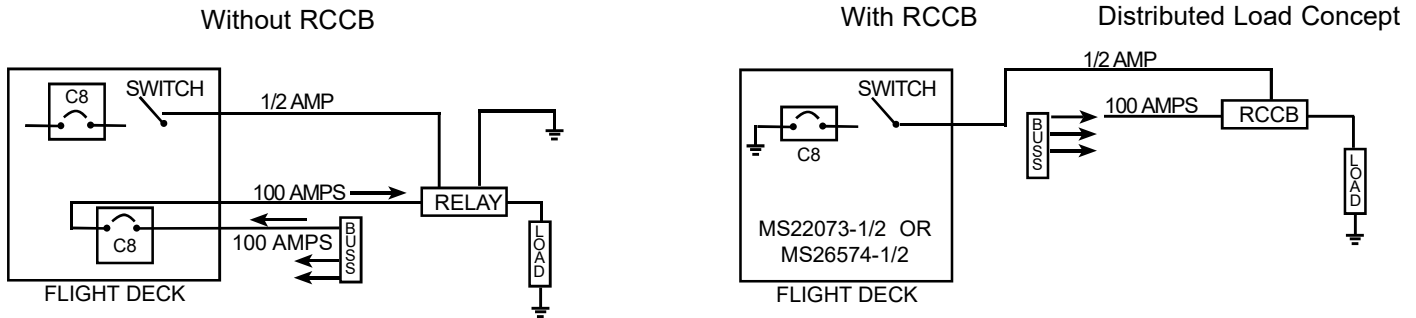 Without RCCB
C8
SWITCH
1/2 AMP
100 AMPS
RELAY
C8
100 AMPS
BUSS
LOAD
FLIGHT DECK
With RCCB
Distributed Load Concept
1/2 AMP
SWITCH
C8
BUSS
100 AMPS
RCCB
LOAD
MS22073-1/2 OR
MS26574-1/2
FLIGHT DECK